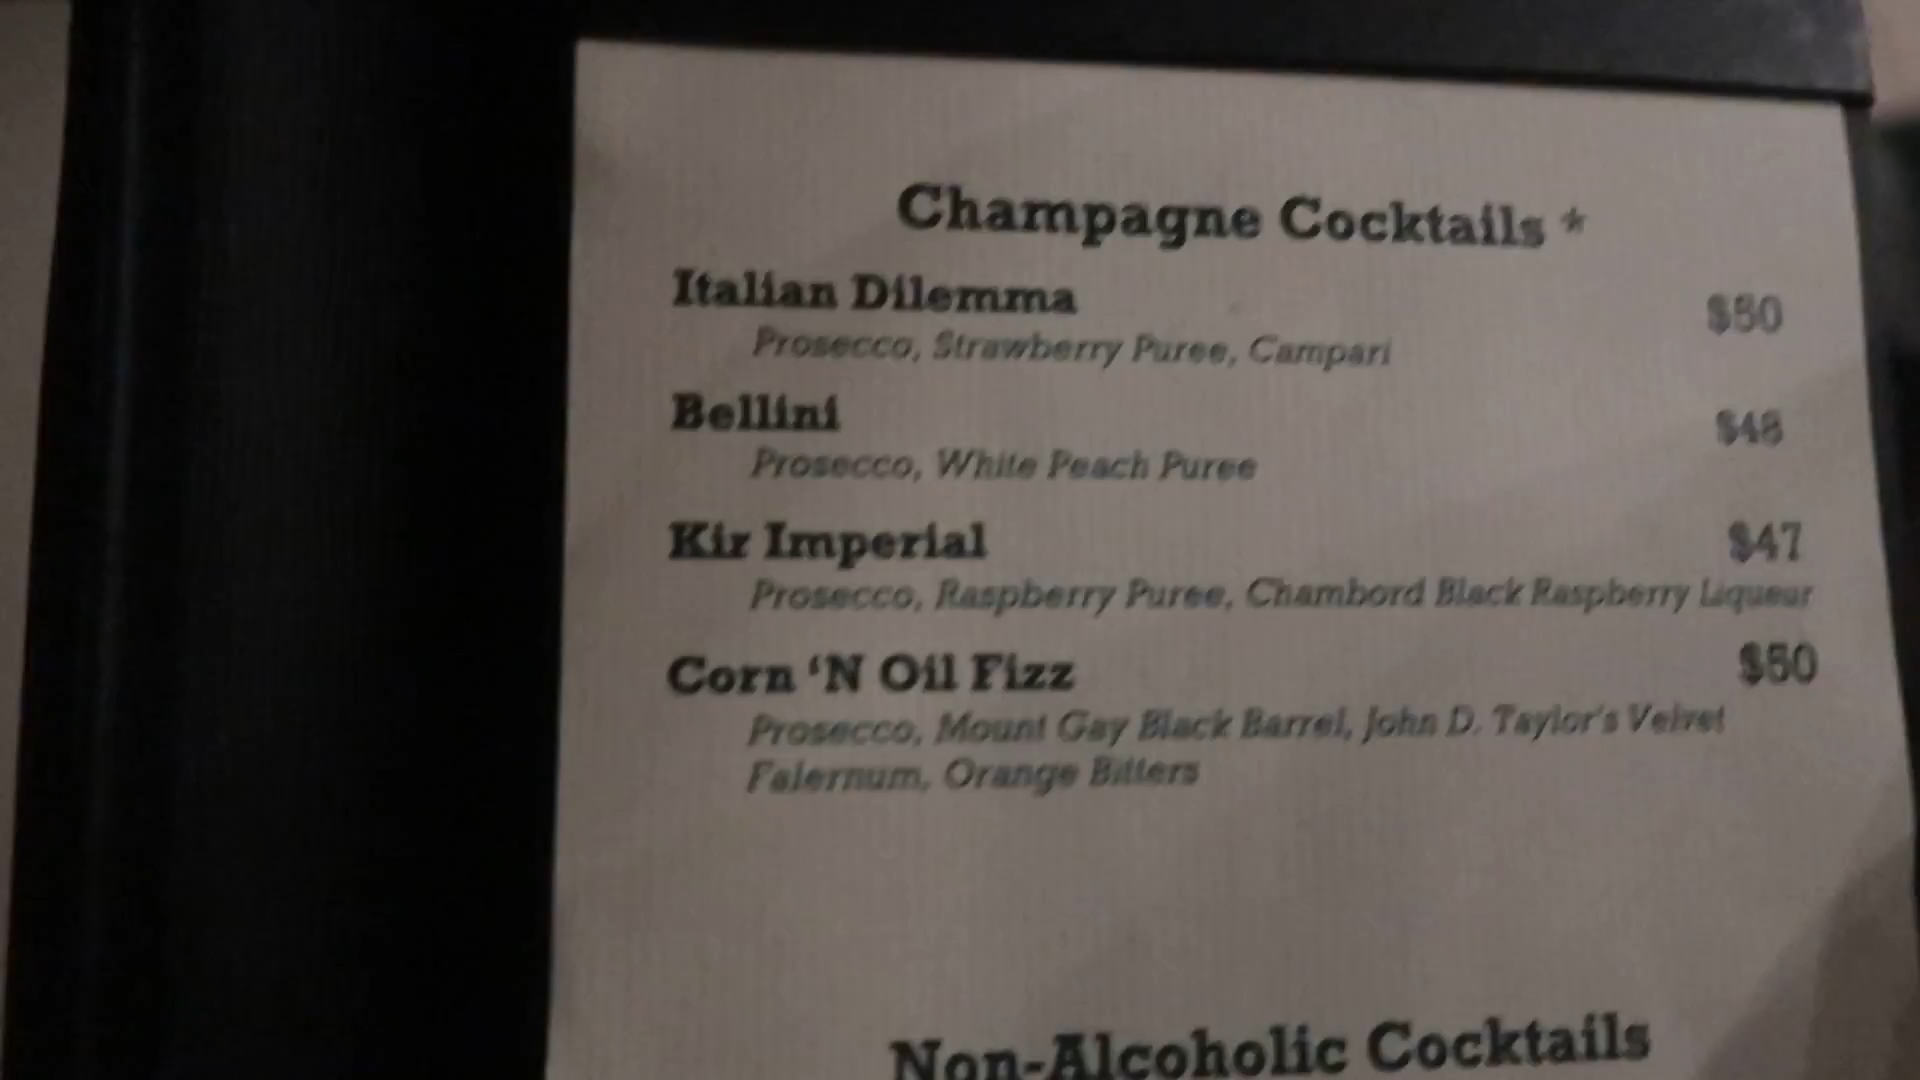 Champagne Cocktails *
Italian Dilemma $50
Prosecco, Strawberry Puree, Campari
Bellini $48
Prosecco, White Peach Puree
Kir Imperial $47
Prosecco, Raspberry Puree, Chambord Black Raspberry Liqueur
Corn 'N Oil Fizz $50
Prosecco, Mount Gay Black Barrel, John D. Taylor's Velvet
Falernum, Orange Bitters
Non-Alcoholic Cocktails